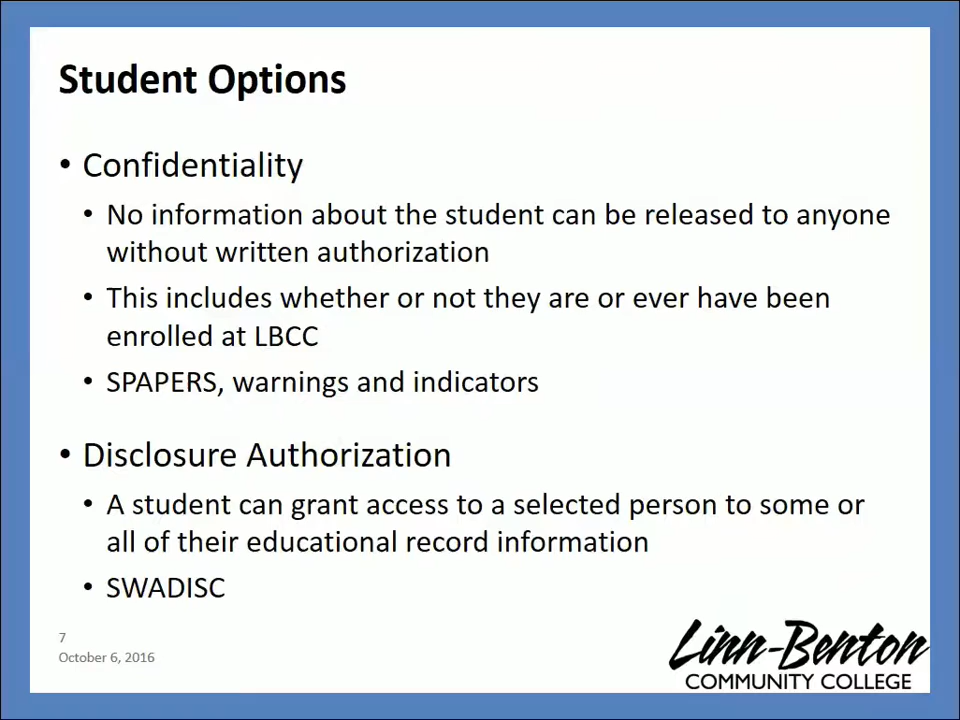 Student Options
• Confidentiality
• No information about the student can be released to anyone
without written authorization
• This includes whether or not they are or ever have been
enrolled at LBCC
• SPAPERS, warnings and indicators
• Disclosure Authorization
• A student can grant access to a selected person to some or
all of their educational record information
• SWADISC
7
October 6, 2016
Linn-Benton
COMMUNITY COLLEGE